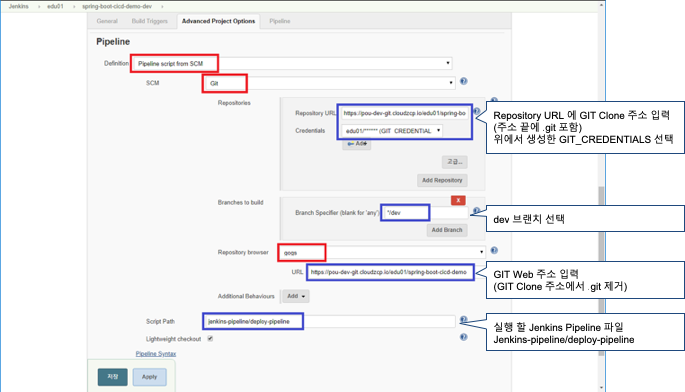 Jenkins › edu01 › spring-boot-cicd-demo-dev ›
General Build Triggers Advanced Project Options Pipeline
Pipeline
Definition Pipeline script from SCM
SCM Git
Repositories
Repository URL https://pou-dev-git.cloudzcp.io/edu01/spring-bo
Credentials edu01/****** (GIT_CREDENTIAL
Add
고급...
Add Repository
Repository URL 에 GIT Clone 주소 입력
(주소 끝에 .git 포함)
위에서 생성한 GIT_CREDENTIALS 선택
Branches to build
X
Branch Specifier (blank for 'any') */dev
Add Branch
dev 브랜치 선택
Repository browser gogs
URL https://pou-dev-git.cloudzcp.io/edu01/spring-boot-cicd-demo
GIT Web 주소 입력
(GIT Clone 주소에서 .git 제거)
Additional Behaviours Add
Script Path jenkins-pipeline/deploy-pipeline
실행 할 Jenkins Pipeline 파일
Jenkins-pipeline/deploy-pipeline
Lightweight checkout
Pipeline Syntax
저장 Apply